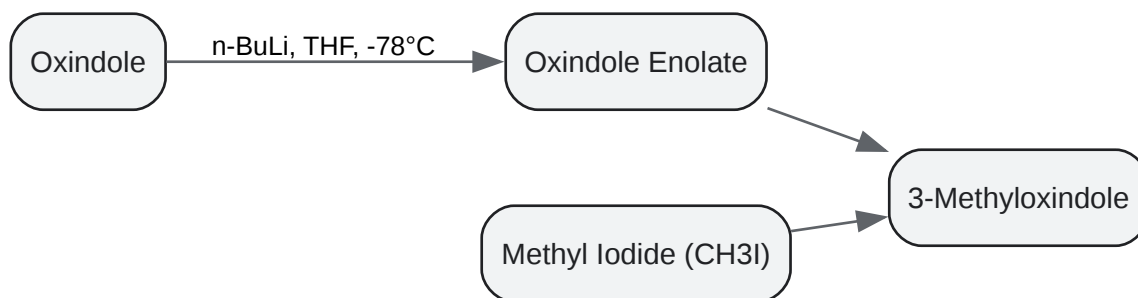 Oxindole
n-BuLi, THF, -78°C
Oxindole Enolate
3-Methyloxindole
Methyl Iodide (CH3I)